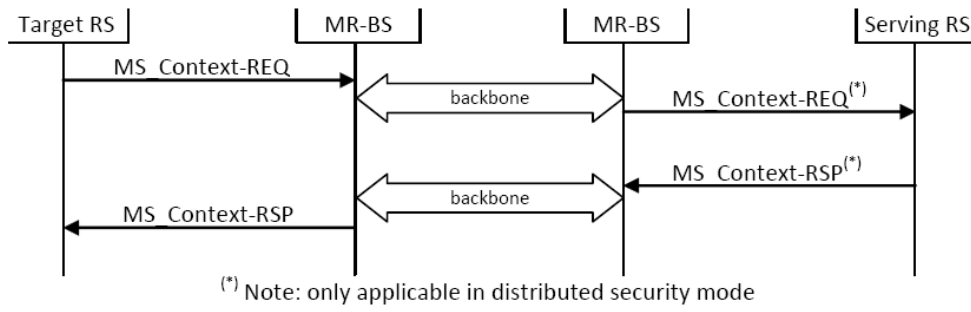 Target RS MR-BS MR-BS Serving RS
MS_Context-REQ
backbone
MS_Context-REQ(*)
MS_Context-RSP(*)
backbone
MS_Context-RSP
(*) Note: only applicable in distributed security mode